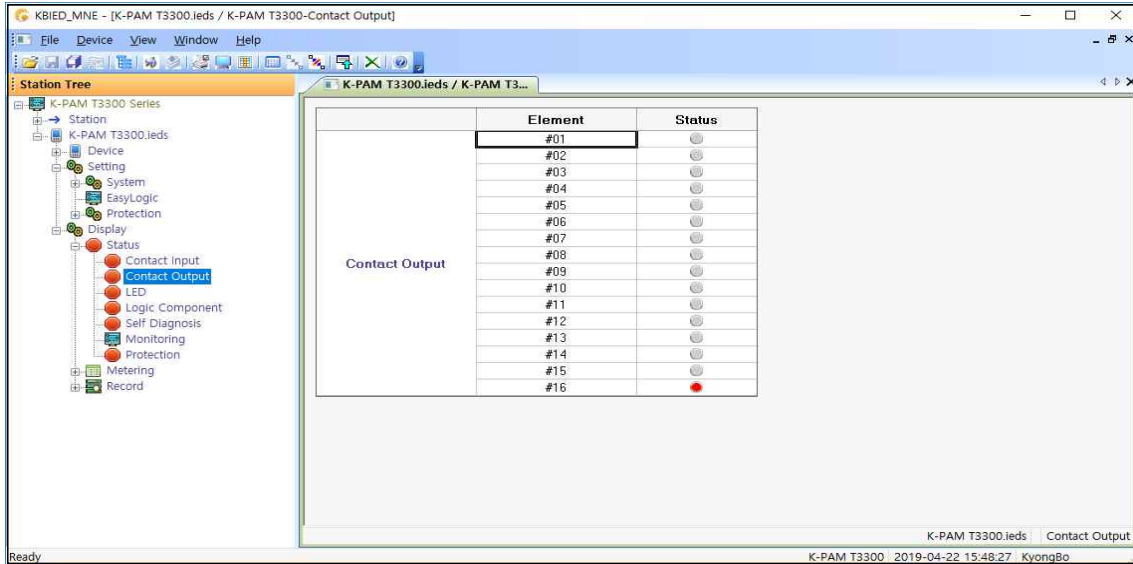 KBIED_MNE - [K-PAM T3300.ieds / K-PAM T3300-Contact Output]
File Device View Window Help
Station Tree
K-PAM T3300 Series
Station
K-PAM T3300.ieds
Device
Setting
System
EasyLogic
Protection
Display
Status
Contact Input
Contact Output
LED
Logic Component
Self Diagnosis
Monitoring
Protection
Metering
Record
K-PAM T3300.ieds / K-PAM T3...
Element Status
Contact Output
#01
#02
#03
#04
#05
#06
#07
#08
#09
#10
#11
#12
#13
#14
#15
#16
K-PAM T3300.ieds Contact Output
Ready K-PAM T3300 2019-04-22 15:48:27 KyongBo